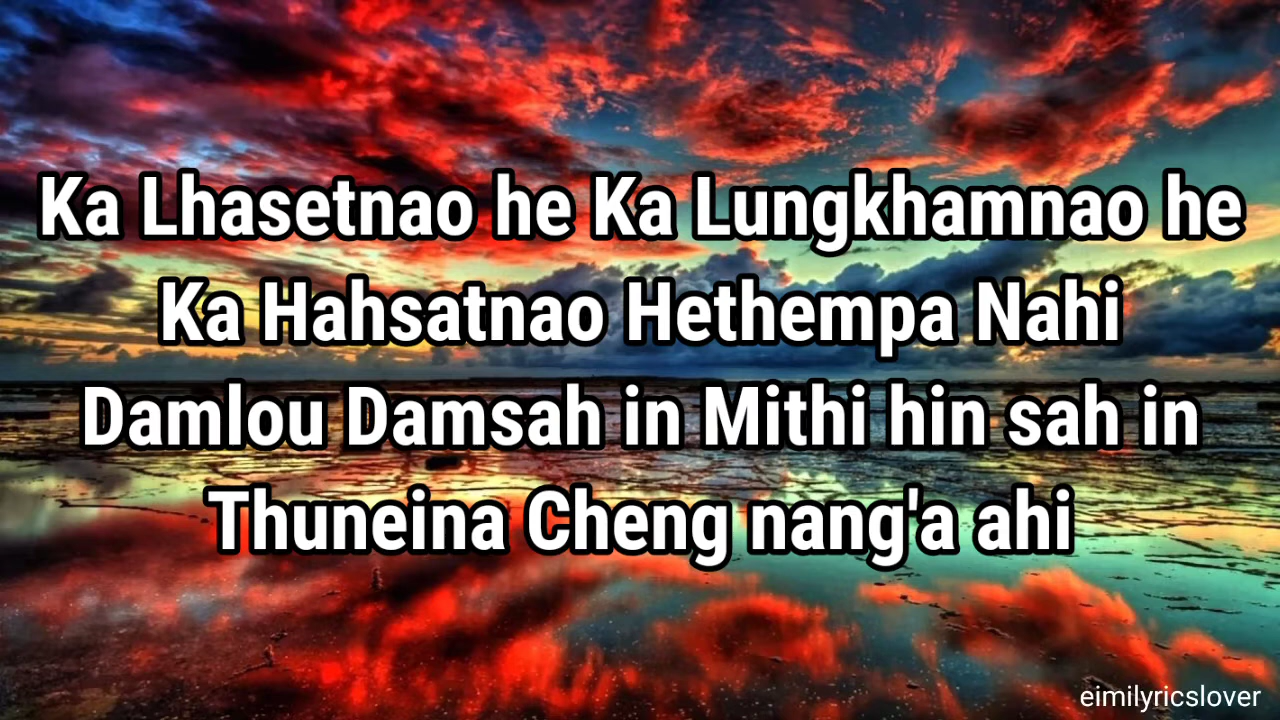 Ka Lhasetnao he Ka Lungkhamnao he
Ka Hahsatnao Hethempa Nahi
Damlou Damsah in Mithi hin sah in
Thuneina Cheng nang'a ahi
eimilyricslover